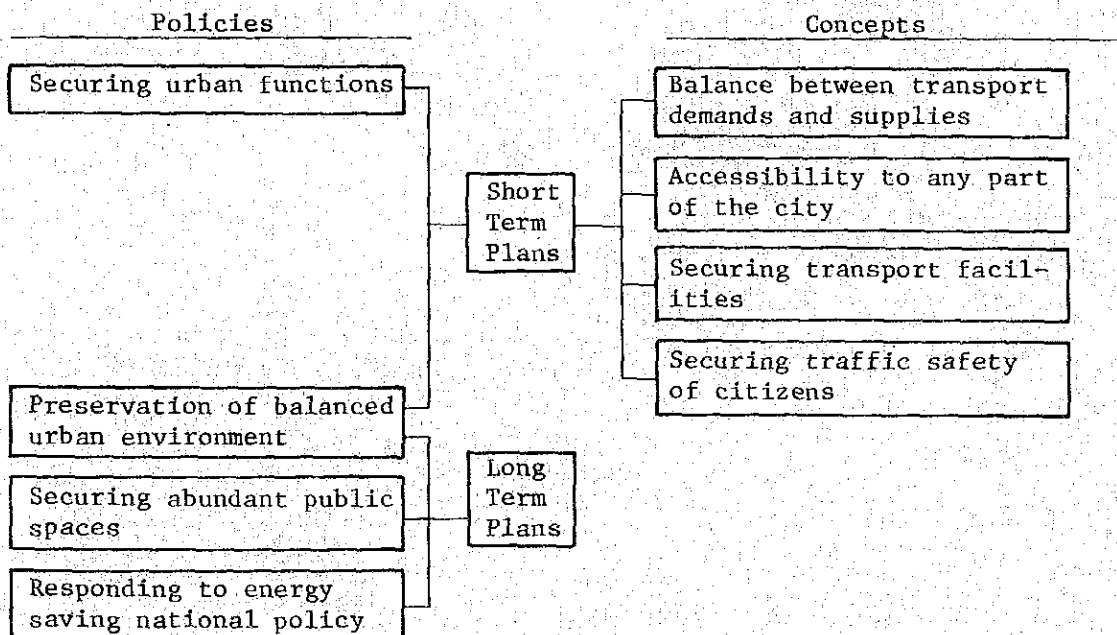 Policies
Concepts
Securing urban functions
Preservation of balanced
urban environment
Securing abundant public
spaces
Responding to energy
saving national policy
Short
Term
Plans
Long
Term
Plans
Balance between transport
demands and supplies
Accessibility to any part
of the city
Securing transport facil-
ities
Securing traffic safety
of citizens